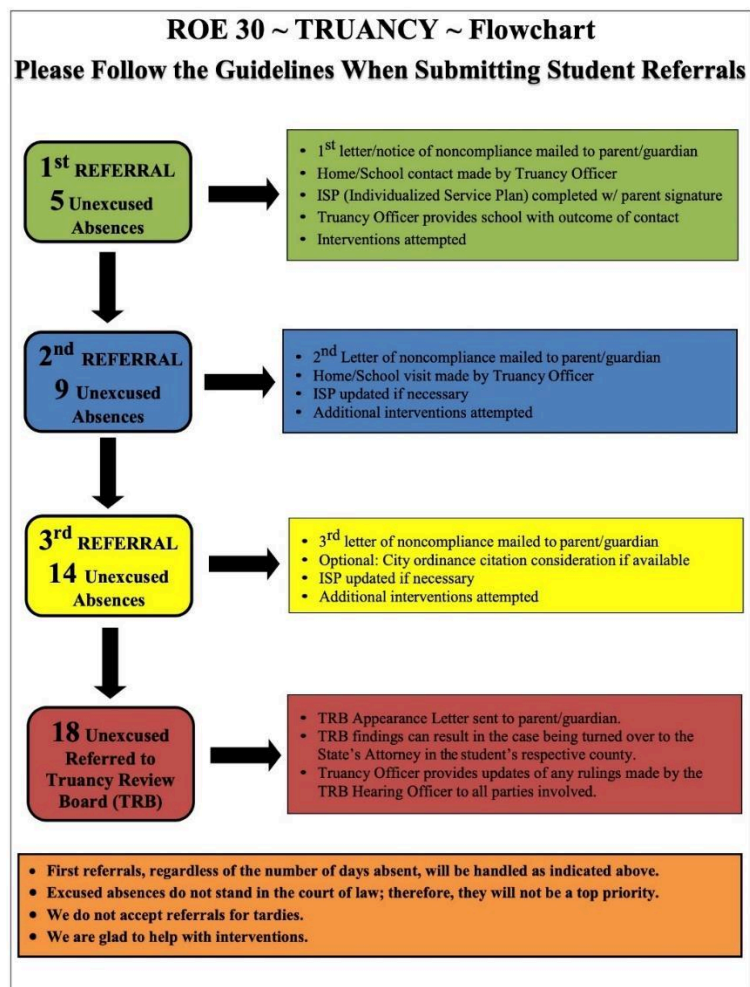 ROE 30 ~ TRUANCY ~ Flowchart
Please Follow the Guidelines When Submitting Student Referrals
1st REFERRAL
5 Unexcused
Absences
• 1st letter/notice of noncompliance mailed to parent/guardian
• Home/School contact made by Truancy Officer
• ISP (Individualized Service Plan) completed w/ parent signature
• Truancy Officer provides school with outcome of contact
• Interventions attempted
2nd REFERRAL
9 Unexcused
Absences
• 2nd Letter of noncompliance mailed to parent/guardian
• Home/School visit made by Truancy Officer
• ISP updated if necessary
• Additional interventions attempted
3rd REFERRAL
14 Unexcused
Absences
• 3rd letter of noncompliance mailed to parent/guardian
• Optional: City ordinance citation consideration if available
• ISP updated if necessary
• Additional interventions attempted
18 Unexcused
Referred to
Truancy Review
Board (TRB)
• TRB Appearance Letter sent to parent/guardian.
• TRB findings can result in the case being turned over to the
State's Attorney in the student's respective county.
• Truancy Officer provides updates of any rulings made by the
TRB Hearing Officer to all parties involved.
• First referrals, regardless of the number of days absent, will be handled as indicated above.
• Excused absences do not stand in the court of law; therefore, they will not be a top priority.
• We do not accept referrals for tardies.
• We are glad to help with interventions.